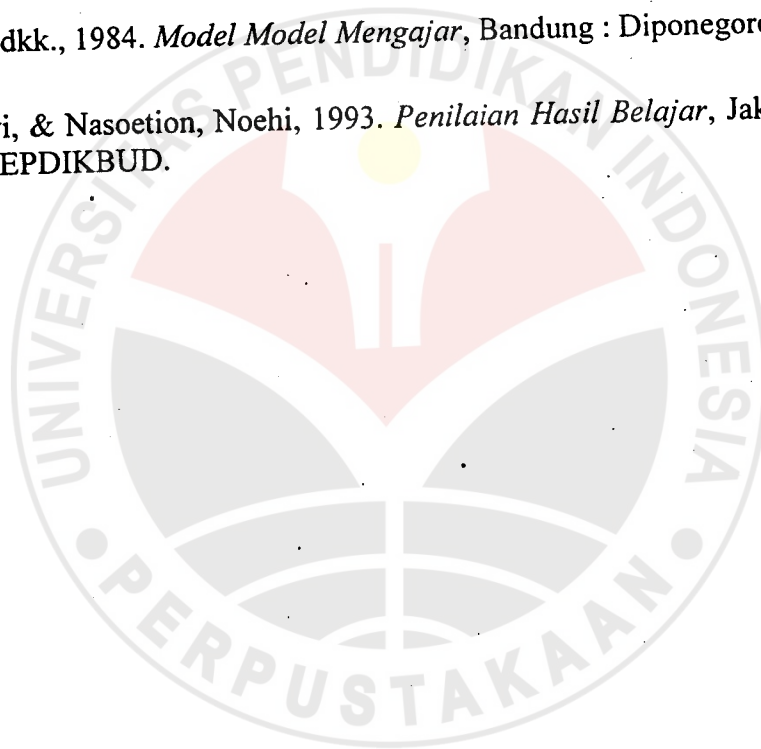 dkk., 1984. Model Model Mengajar, Bandung : Diponegoro
i, & Nasoetion, Noehi, 1993. Penilaian Hasil Belajar, Jak
EPDIKBUD.
UNIVERSITAS PENDIDIKAN INDONESIA
PERPUSTAKAAN